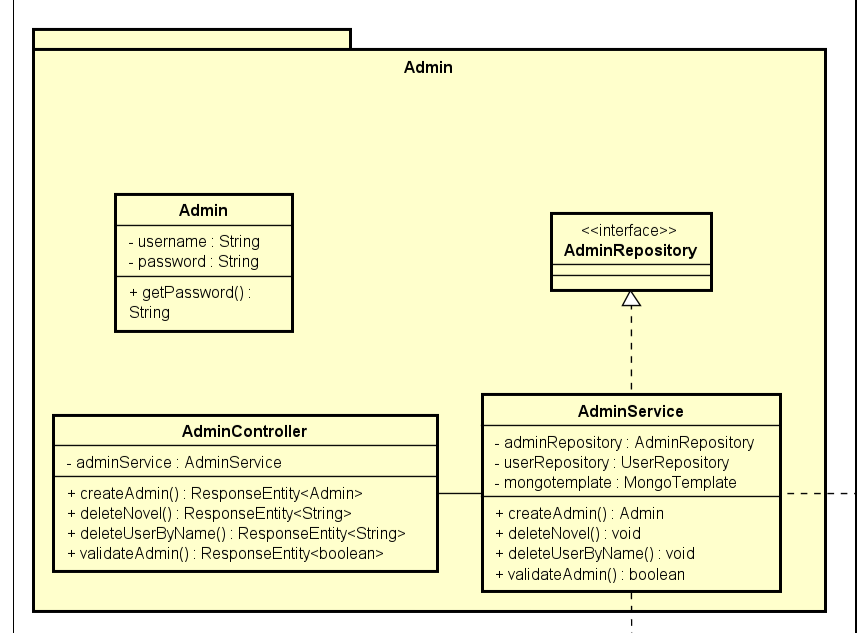 Admin
Admin
- username : String
- password : String
+ getPassword() :
String
<<interface>>
AdminRepository
AdminController
- adminService : AdminService
+ createAdmin() : ResponseEntity<Admin>
+ deleteNovel() : ResponseEntity<String>
+ deleteUserByName() : ResponseEntity<String>
+ validateAdmin() : ResponseEntity<boolean>
AdminService
- adminRepository : AdminRepository
- userRepository : UserRepository
- mongotemplate : MongoTemplate
+ createAdmin() : Admin
+ deleteNovel() : void
+ deleteUserByName() : void
+ validateAdmin() : boolean